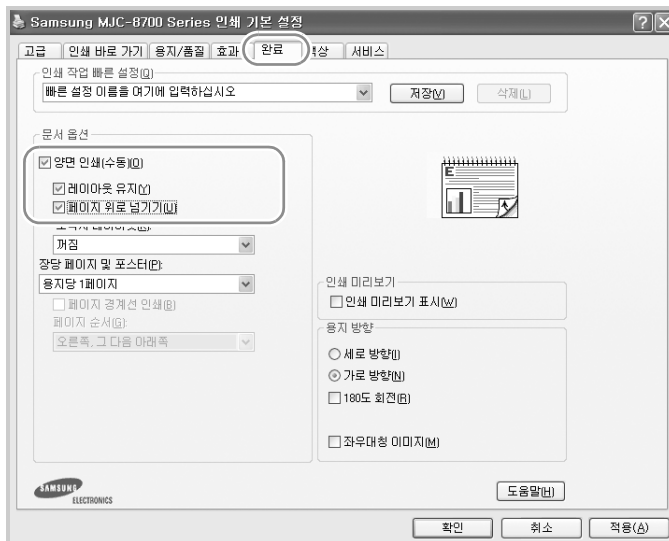 Samsung MJC-8700 Series 인쇄 기본 설정
고급 인쇄 바로 가기 용지/품질 효과 완료 색상 서비스
인쇄 작업 빠른 설정(Q)
빠른 설정 이름을 여기에 입력하십시오 저장(V) 삭제(L)
문서 옵션
양면 인쇄(수동)(O)
레이아웃 유지(Y)
페이지 위로 넘기기(U)
꺼짐
장당 페이지 및 포스터(P):
용지당 1페이지
페이지 경계선 인쇄(B)
페이지 순서(G):
오른쪽, 그 다음 아래쪽
E
인쇄 미리보기
인쇄 미리보기 표시(W)
용지 방향
세로 방향(I)
가로 방향(N)
180도 회전(R)
좌우대칭 이미지(M)
SAMSUNG
ELECTRONICS
도움말(H)
확인 취소 적용(A)